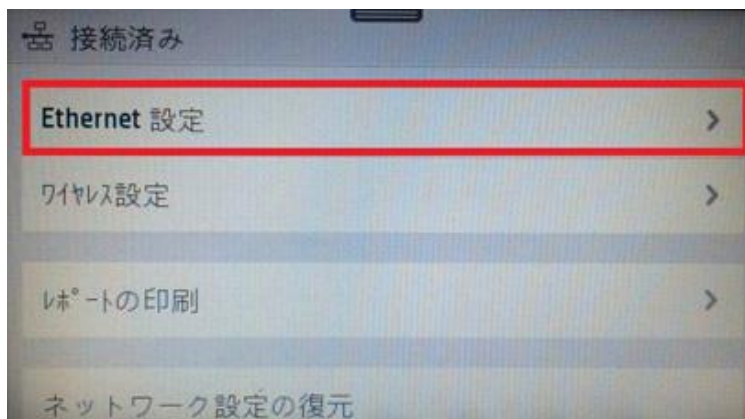 接続済み
Ethernet 設定
ﾜｲﾔﾚｽ設定
ﾚﾎﾟｰﾄの印刷
ネットワーク設定の復元